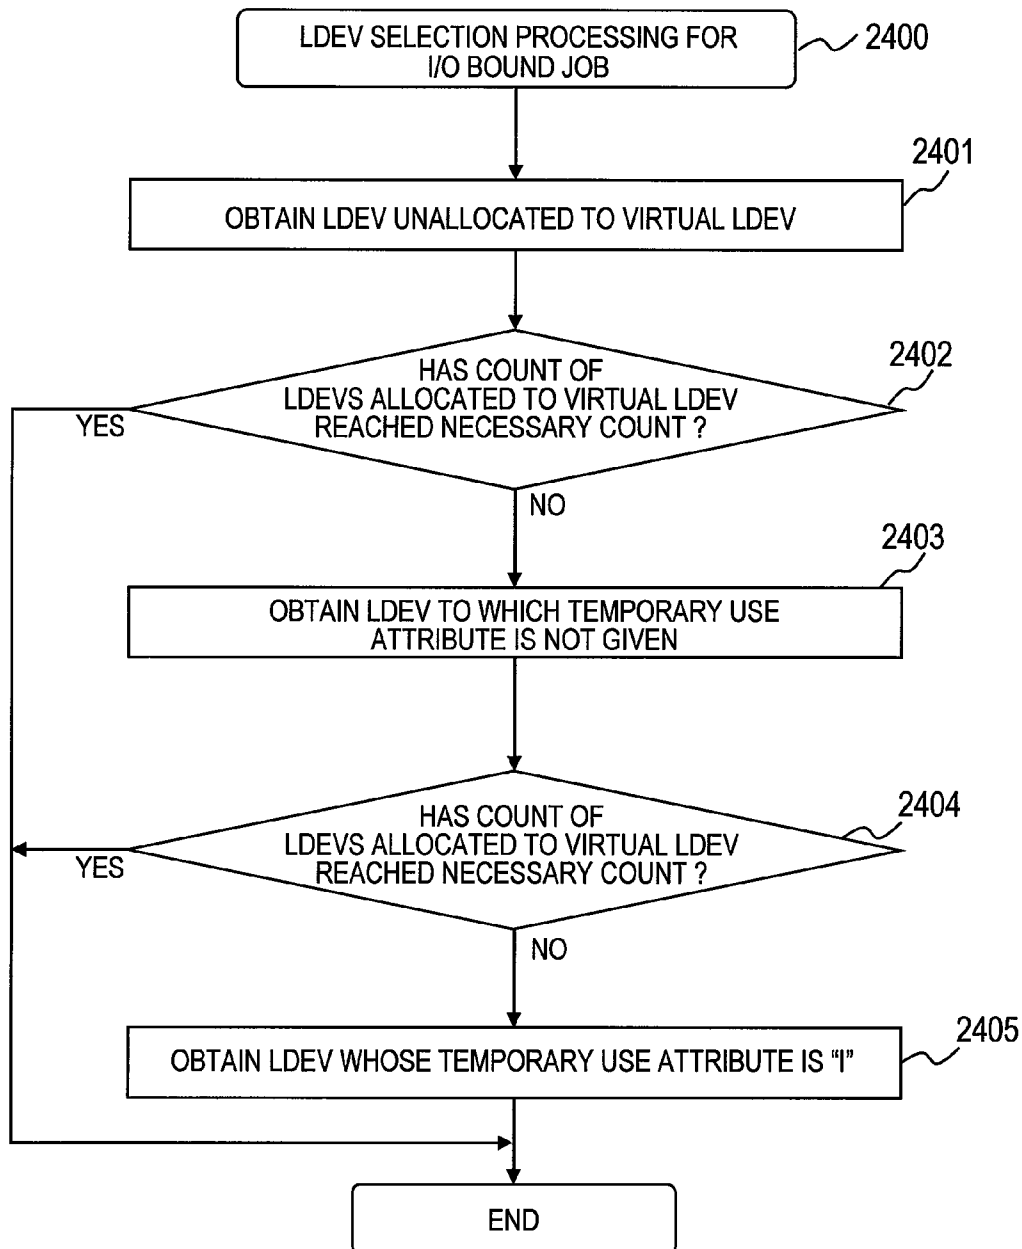 LDEV SELECTION PROCESSING FOR
I/O BOUND JOB
2400
2401
OBTAIN LDEV UNALLOCATED TO VIRTUAL LDEV
HAS COUNT OF
LDEVS ALLOCATED TO VIRTUAL LDEV
REACHED NECESSARY COUNT ?
2402
YES
NO
2403
OBTAIN LDEV TO WHICH TEMPORARY USE
ATTRIBUTE IS NOT GIVEN
HAS COUNT OF
LDEVS ALLOCATED TO VIRTUAL LDEV
REACHED NECESSARY COUNT ?
2404
YES
NO
OBTAIN LDEV WHOSE TEMPORARY USE ATTRIBUTE IS “I”
2405
END